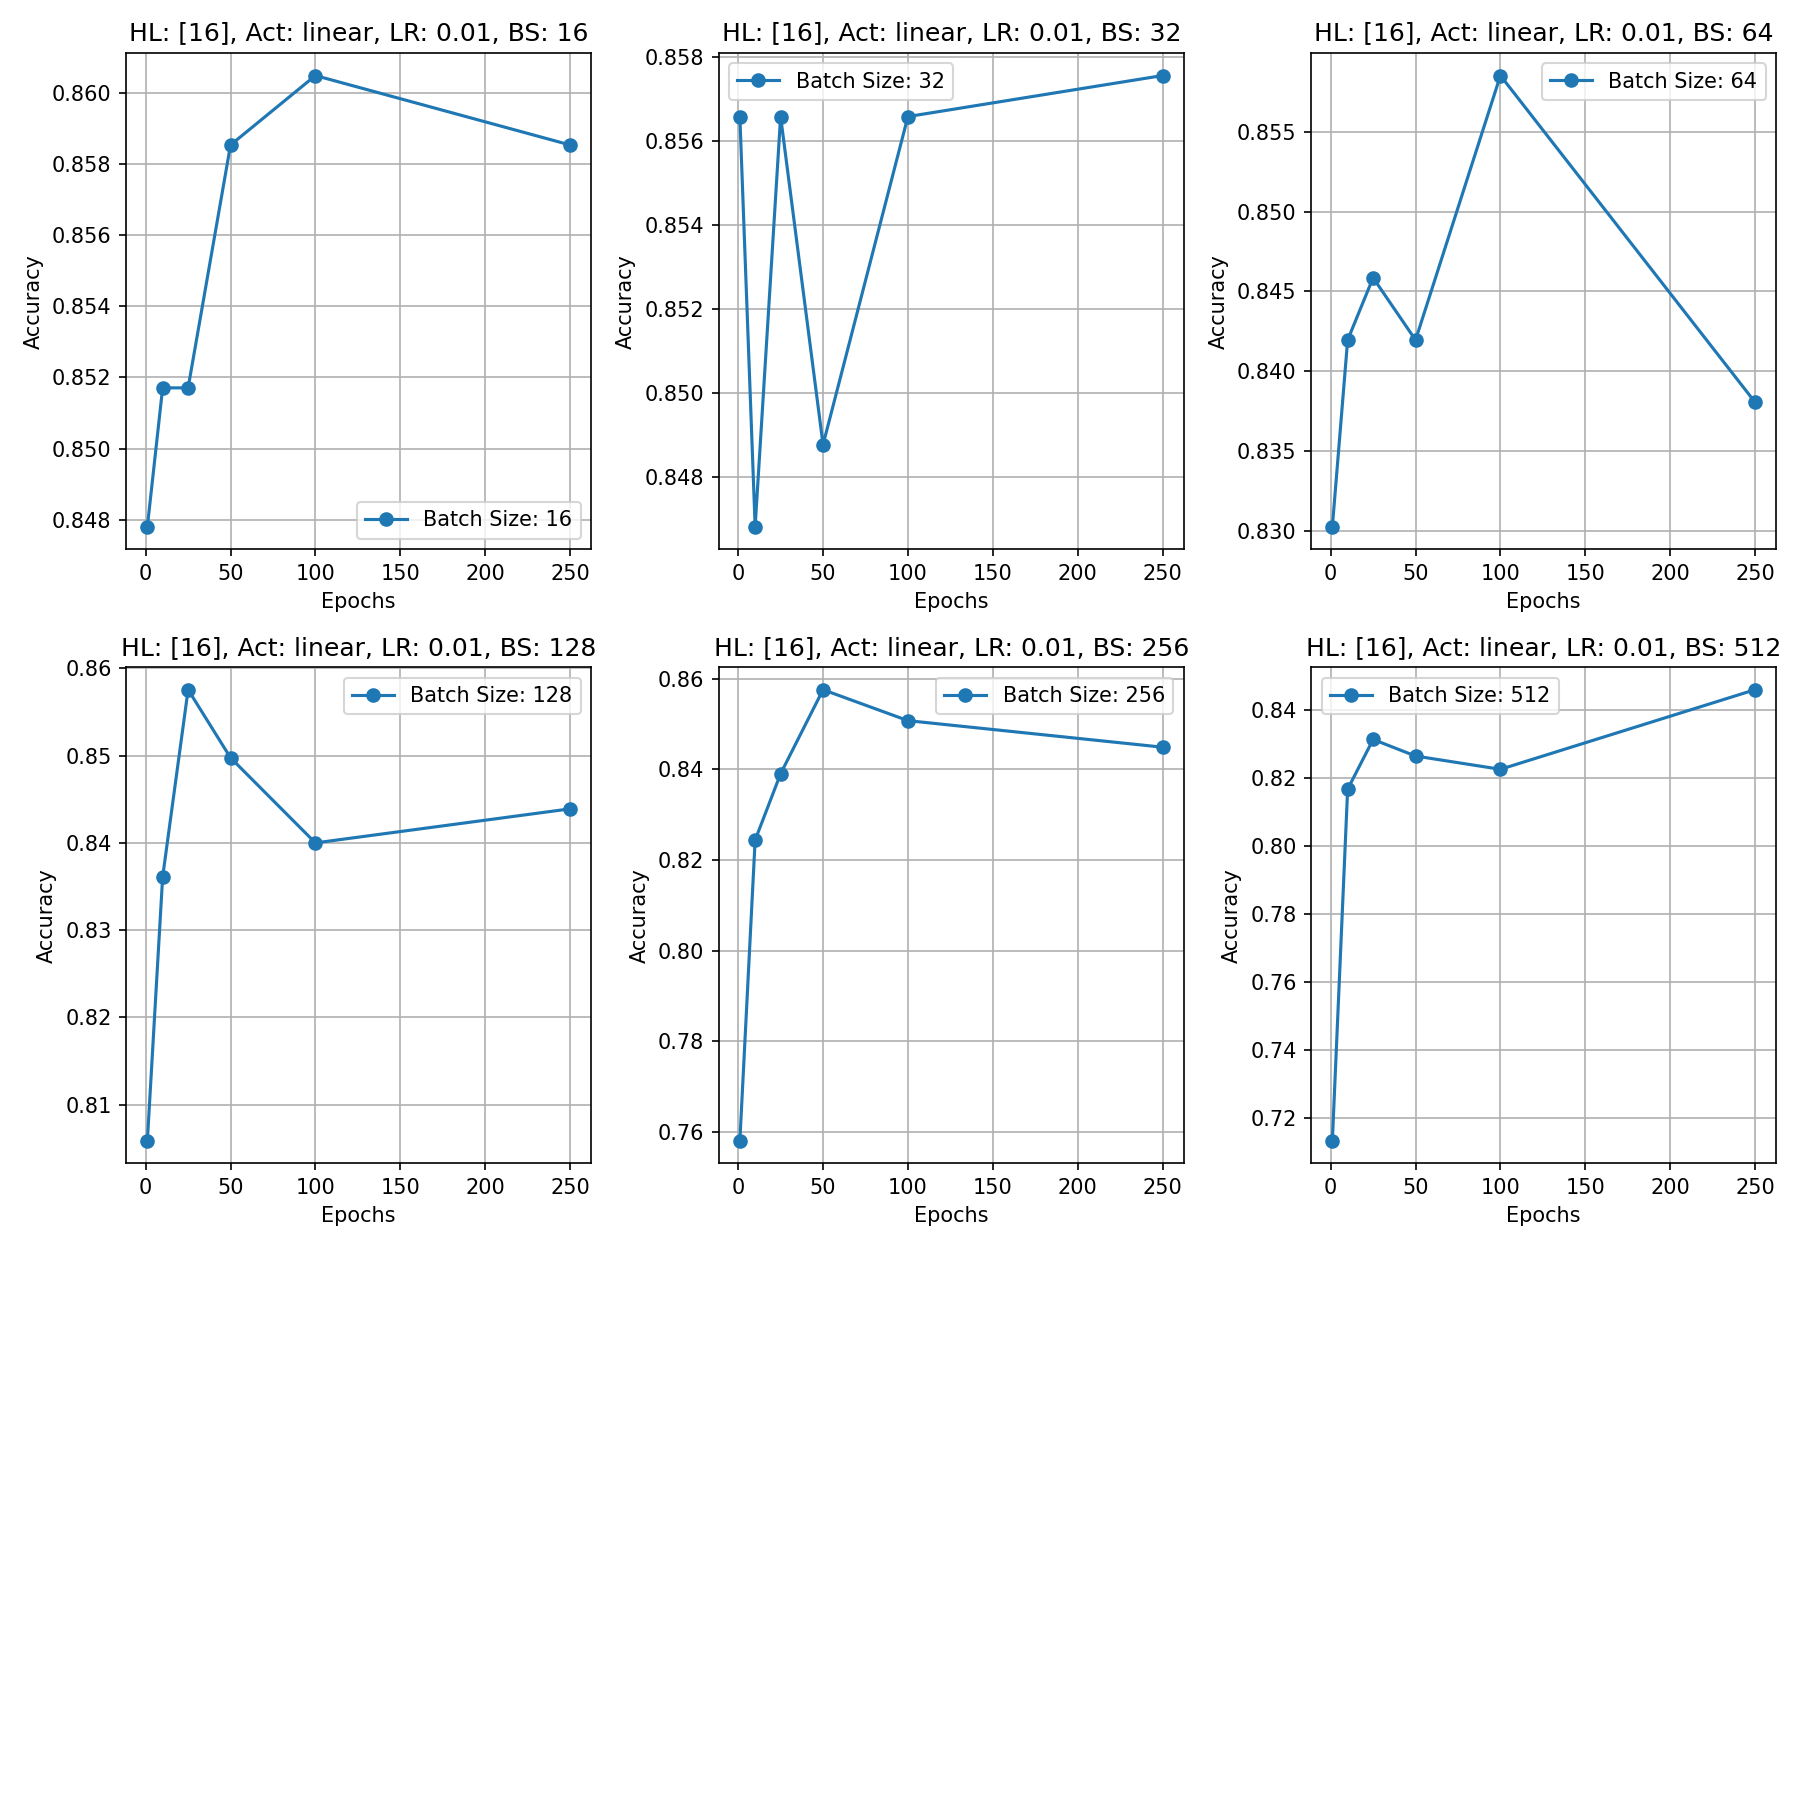 HL: [16], Act: linear, LR: 0.01, BS: 16
0.860
0.858
0.856
0.854
0.852
0.850
0.848
Accuracy
Batch Size: 16
0 50 100 150 200 250
Epochs
HL: [16], Act: linear, LR: 0.01, BS: 32
0.858
0.856
0.854
0.852
0.850
0.848
Accuracy
Batch Size: 32
0 50 100 150 200 250
Epochs
HL: [16], Act: linear, LR: 0.01, BS: 64
0.855
0.850
0.845
0.840
0.835
0.830
Accuracy
Batch Size: 64
0 50 100 150 200 250
Epochs
HL: [16], Act: linear, LR: 0.01, BS: 128
0.86
0.85
0.84
0.83
0.82
0.81
Accuracy
Batch Size: 128
0 50 100 150 200 250
Epochs
HL: [16], Act: linear, LR: 0.01, BS: 256
0.86
0.84
0.82
0.80
0.78
0.76
Accuracy
Batch Size: 256
0 50 100 150 200 250
Epochs
HL: [16], Act: linear, LR: 0.01, BS: 512
0.84
0.82
0.80
0.78
0.76
0.74
0.72
Accuracy
Batch Size: 512
0 50 100 150 200 250
Epochs